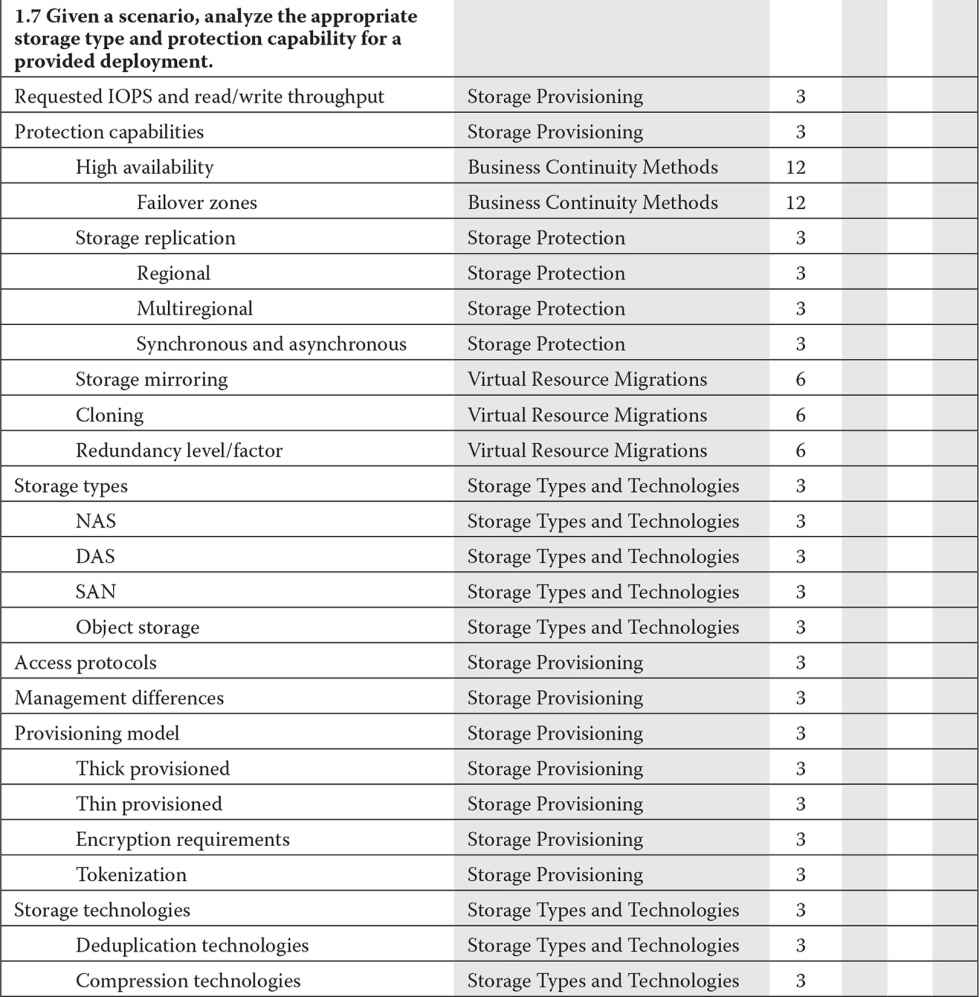 1.7 Given a scenario, analyze the appropriate
storage type and protection capability for a
provided deployment.
Requested IOPS and read/write throughput Storage Provisioning 3
Protection capabilities Storage Provisioning 3
High availability Business Continuity Methods 12
Failover zones Business Continuity Methods 12
Storage replication Storage Protection 3
Regional Storage Protection 3
Multiregional Storage Protection 3
Synchronous and asynchronous Storage Protection 3
Storage mirroring Virtual Resource Migrations 6
Cloning Virtual Resource Migrations 6
Redundancy level/factor Virtual Resource Migrations 6
Storage types Storage Types and Technologies 3
NAS Storage Types and Technologies 3
DAS Storage Types and Technologies 3
SAN Storage Types and Technologies 3
Object storage Storage Types and Technologies 3
Access protocols Storage Provisioning 3
Management differences Storage Provisioning 3
Provisioning model Storage Provisioning 3
Thick provisioned Storage Provisioning 3
Thin provisioned Storage Provisioning 3
Encryption requirements Storage Provisioning 3
Tokenization Storage Provisioning 3
Storage technologies Storage Types and Technologies 3
Deduplication technologies Storage Types and Technologies 3
Compression technologies Storage Types and Technologies 3